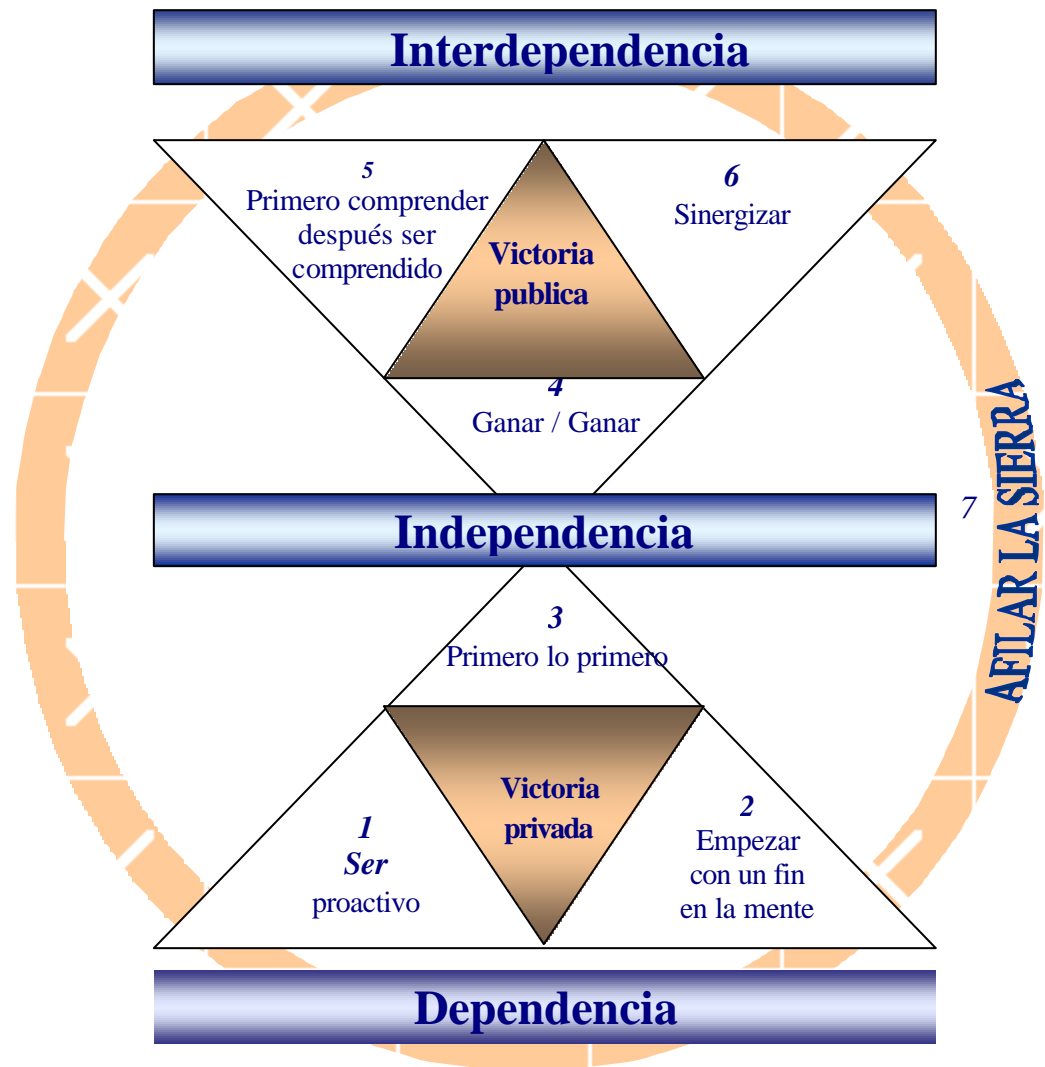 Interdependencia
5
Primero comprender
después ser
comprendido
6
Sinergizar
Victoria
publica
4
Ganar / Ganar
Independencia
7
AFILAR LA SIERRA
3
Primero lo primero
Victoria
privada
1
Ser
proactivo
2
Empezar
con un fin
en la mente
Dependencia